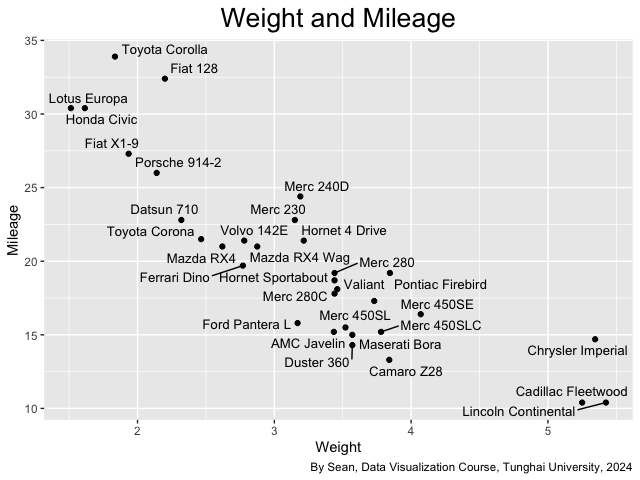 Weight and Mileage
35
Toyota Corolla
Fiat 128
30
Lotus Europa
Honda Civic
Fiat X1-9
Porsche 914-2
25
Merc 240D
Datsun 710
Merc 230
Toyota Corona
Volvo 142E
Hornet 4 Drive
Mazda RX4
Mazda RX4 Wag
Merc 280
20
Ferrari Dino
Hornet Sportabout
Valiant
Pontiac Firebird
Merc 280C
Merc 450SE
Merc 450SL
Ford Pantera L
Merc 450SLC
15
AMC Javelin
Maserati Bora
Chrysler Imperial
Duster 360
Camaro Z28
Cadillac Fleetwood
10
Lincoln Continental
Mileage
2
3
4
5
Weight
By Sean, Data Visualization Course, Tunghai University, 2024